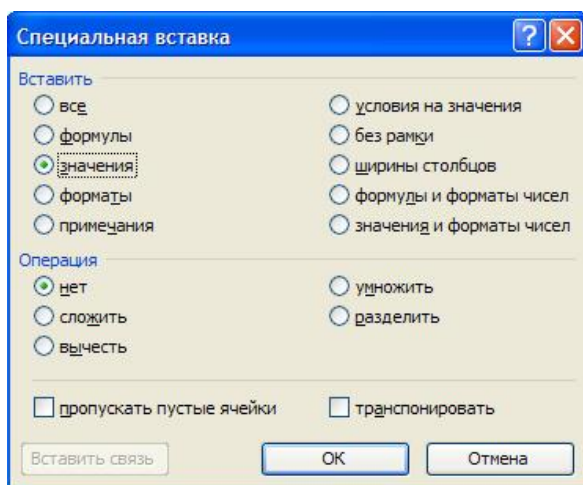 Специальная вставка
Вставить
все
условия на значения
формулы
без рамки
значения
ширины столбцов
форматы
формулы и форматы чисел
примечания
значения и форматы чисел
Операция
нет
умножить
сложить
разделить
вычесть
пропускать пустые ячейки
транспонировать
Вставить связь
ОК
Отмена